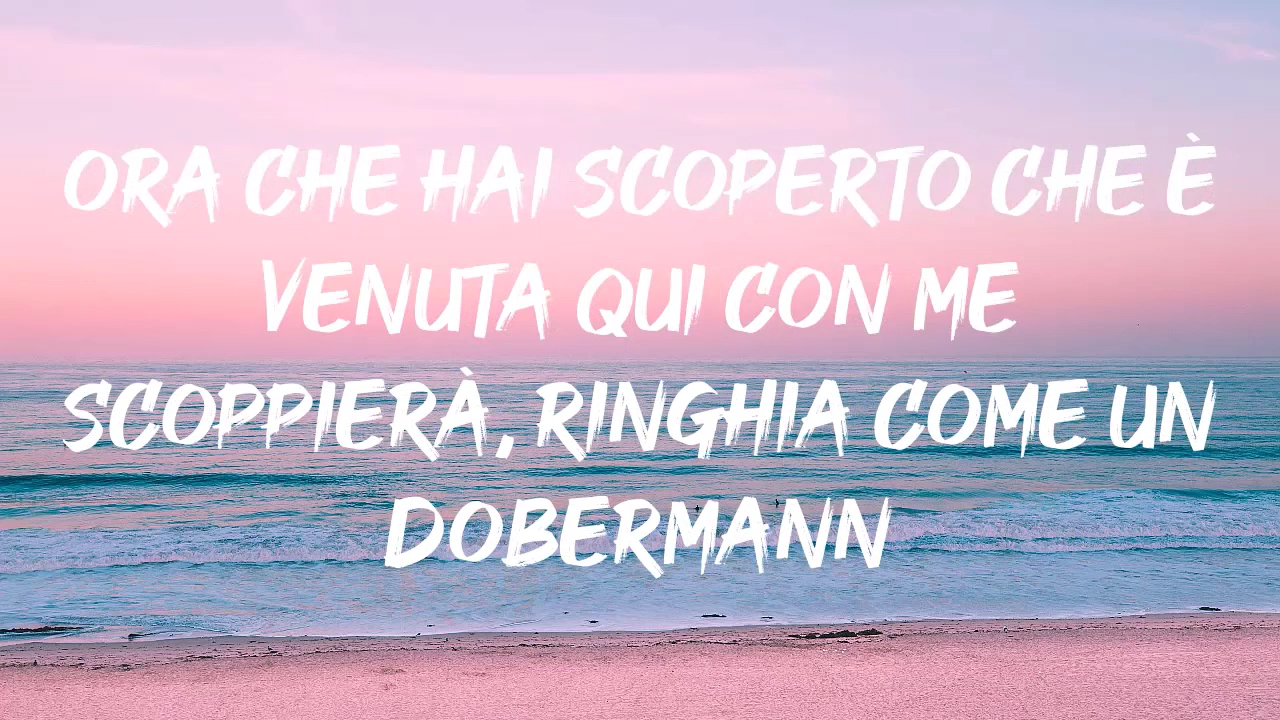 ORA CHE HAI SCOPERTO CHE È
VENUTA QUI CON ME
SCOPPIERÀ, RINGHIA COME UN
DOBERMANN